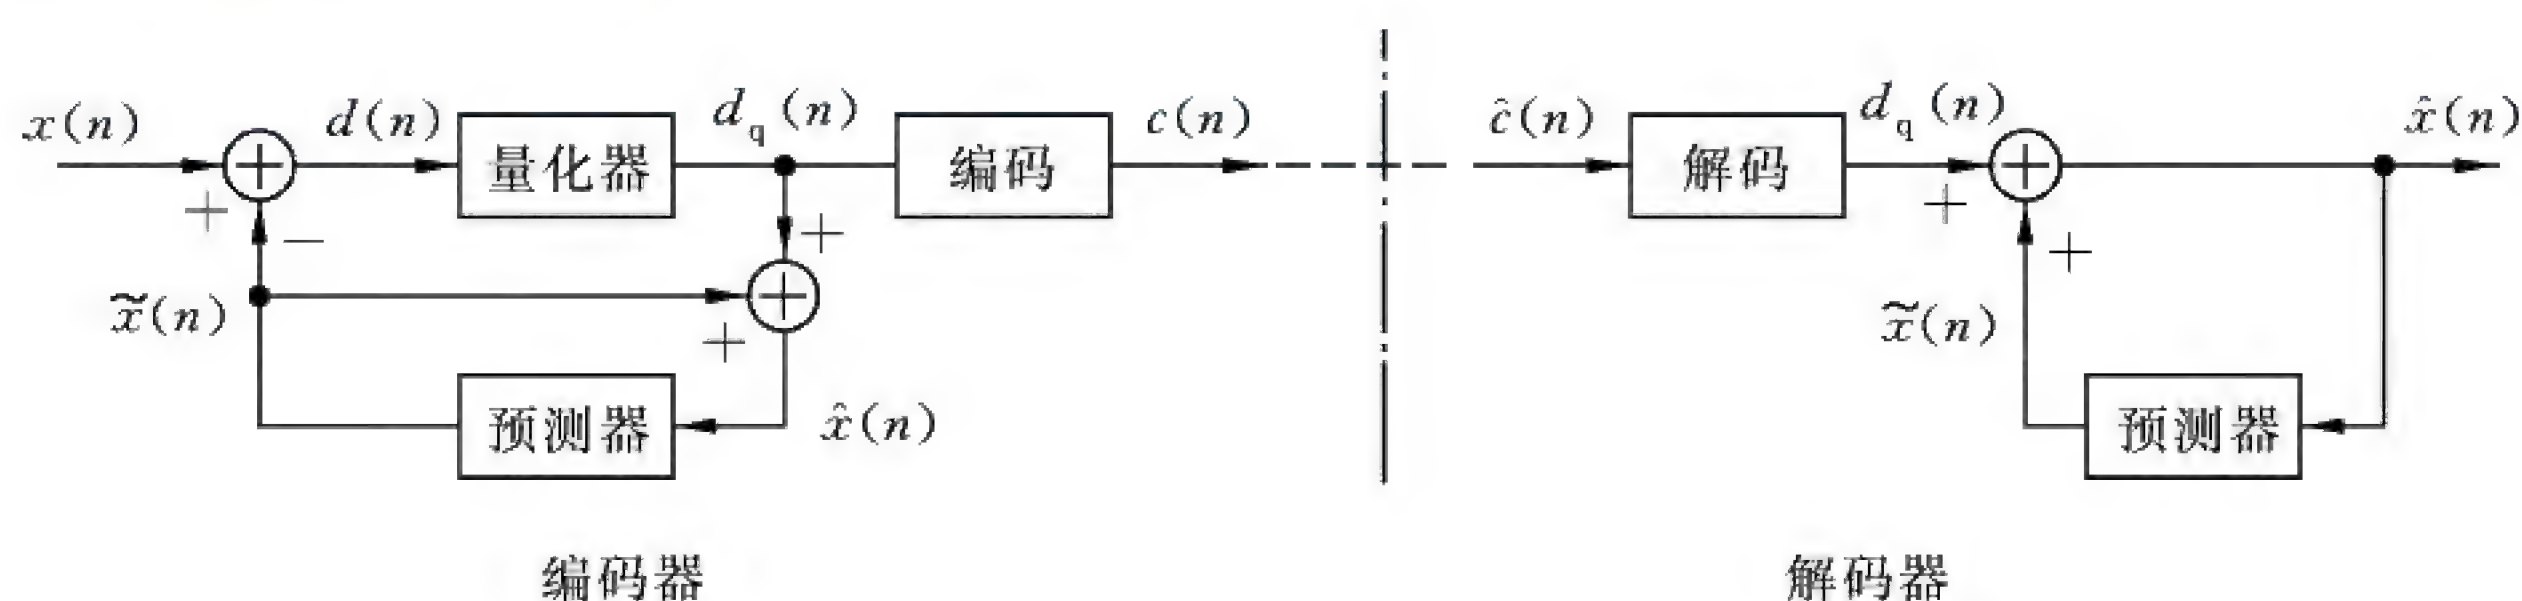 x(n)
+
−
d(n)
量化器
d_q(n)
编码
c(n)
+
+
x̃(n)
预测器
x̂(n)
编码器
ĉ(n)
解码
d_q(n)
+
+
x̂(n)
x̃(n)
预测器
解码器